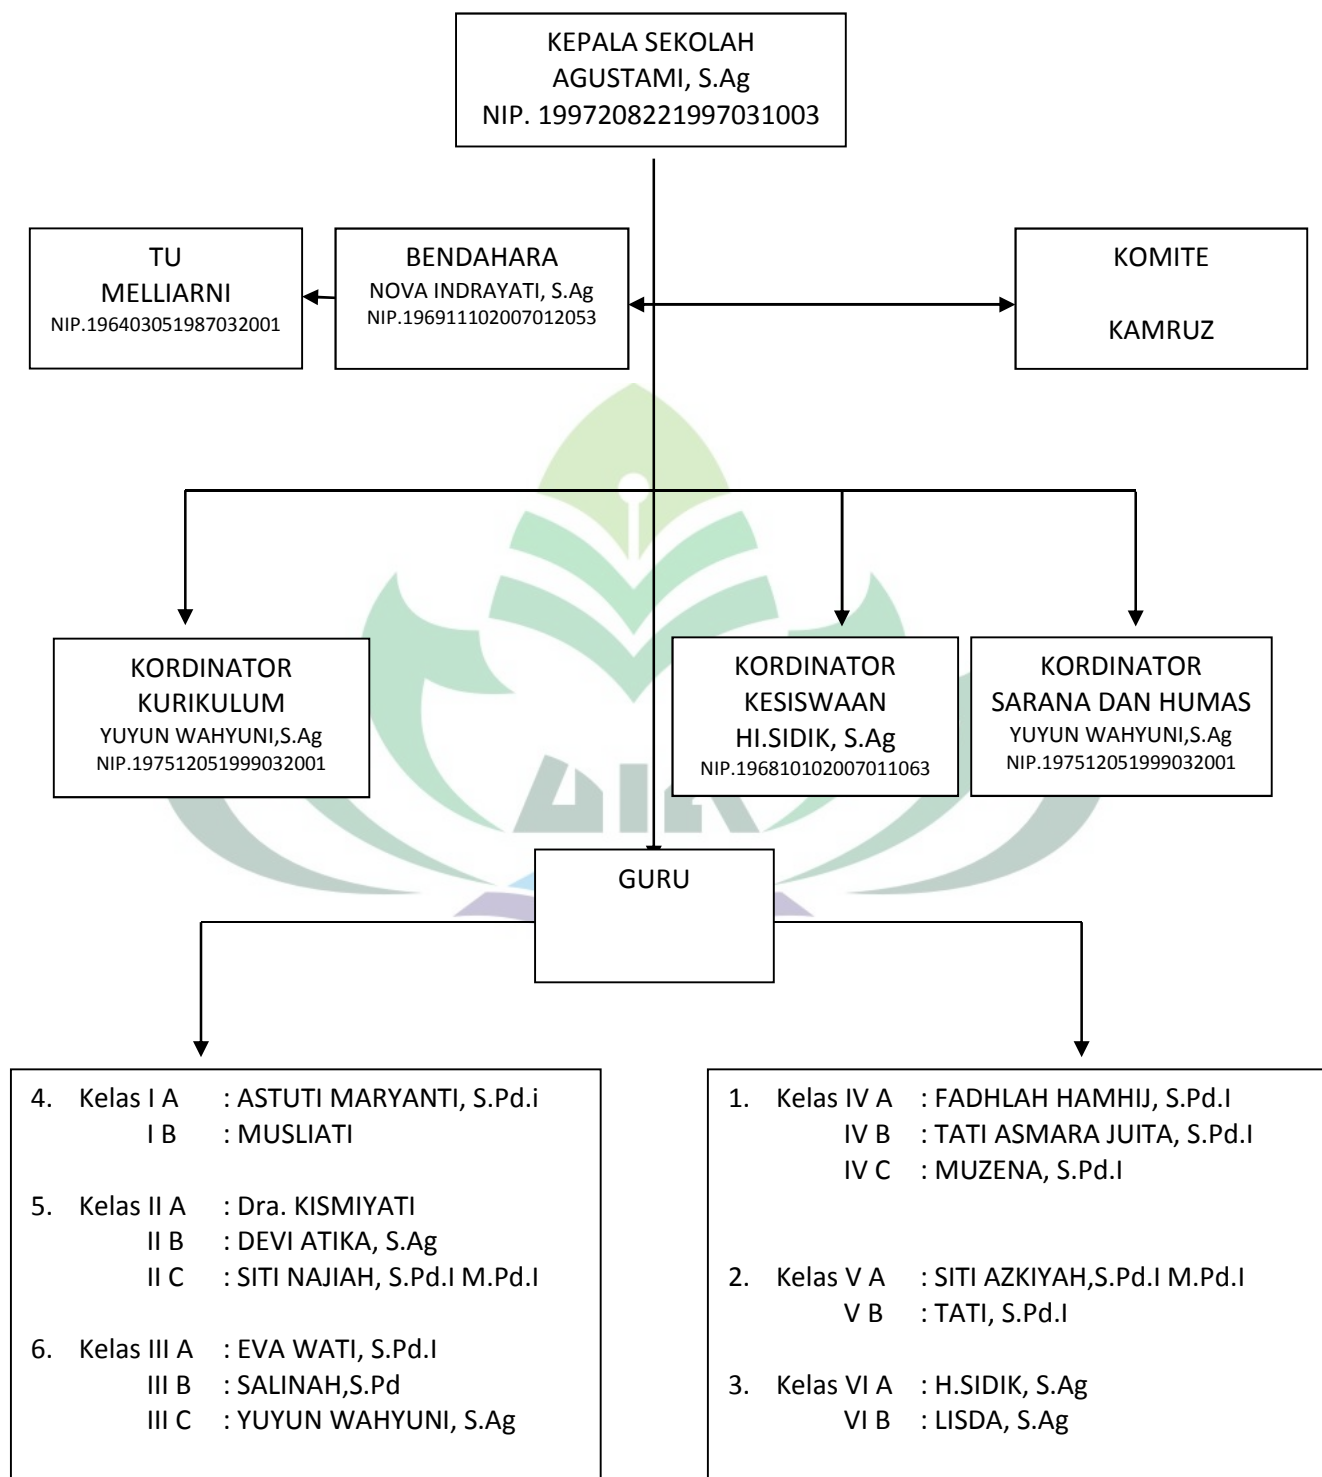 KEPALA SEKOLAH
AGUSTAMI, S.Ag
NIP. 1997208221997031003
TU
MELLIARNI
NIP.196403051987032001
BENDAHARA
NOVA INDRAYATI, S.Ag
NIP.196911102007012053
KOMITE
KAMRUZ
KORDINATOR
KURIKULUM
YUYUN WAHYUNI,S.Ag
NIP.197512051999032001
KORDINATOR
KESISWAAN
HI.SIDIK, S.Ag
NIP.196810102007011063
KORDINATOR
SARANA DAN HUMAS
YUYUN WAHYUNI,S.Ag
NIP.197512051999032001
GURU
4. Kelas I A : ASTUTI MARYANTI, S.Pd.i
I B : MUSLIATI
5. Kelas II A : Dra. KISMIYATI
II B : DEVI ATIKA, S.Ag
II C : SITI NAJIAH, S.Pd.I M.Pd.I
6. Kelas III A : EVA WATI, S.Pd.I
III B : SALINAH,S.Pd
III C : YUYUN WAHYUNI, S.Ag
1. Kelas IV A : FADHLAH HAMHIJ, S.Pd.I
IV B : TATI ASMARA JUITA, S.Pd.I
IV C : MUZENA, S.Pd.I
2. Kelas V A : SITI AZKIYAH,S.Pd.I M.Pd.I
V B : TATI, S.Pd.I
3. Kelas VI A : H.SIDIK, S.Ag
VI B : LISDA, S.Ag